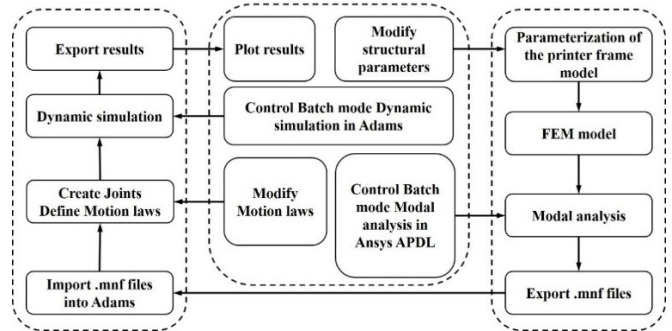 Export results
Dynamic simulation
Create Joints
Define Motion laws
Import .mnf files
into Adams
Plot results
Modify
structural
parameters
Control Batch mode Dynamic
simulation in Adams
Modify
Motion laws
Control Batch
mode Modal
analysis in
Ansys APDL
Parameterization of
the printer frame
model
FEM model
Modal analysis
Export .mnf files